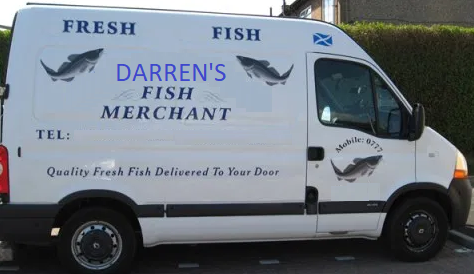 FRESH FISH
DARREN'S
FISH
MERCHANT
TEL:
Mobile: 0777
Quality Fresh Fish Delivered To Your Door